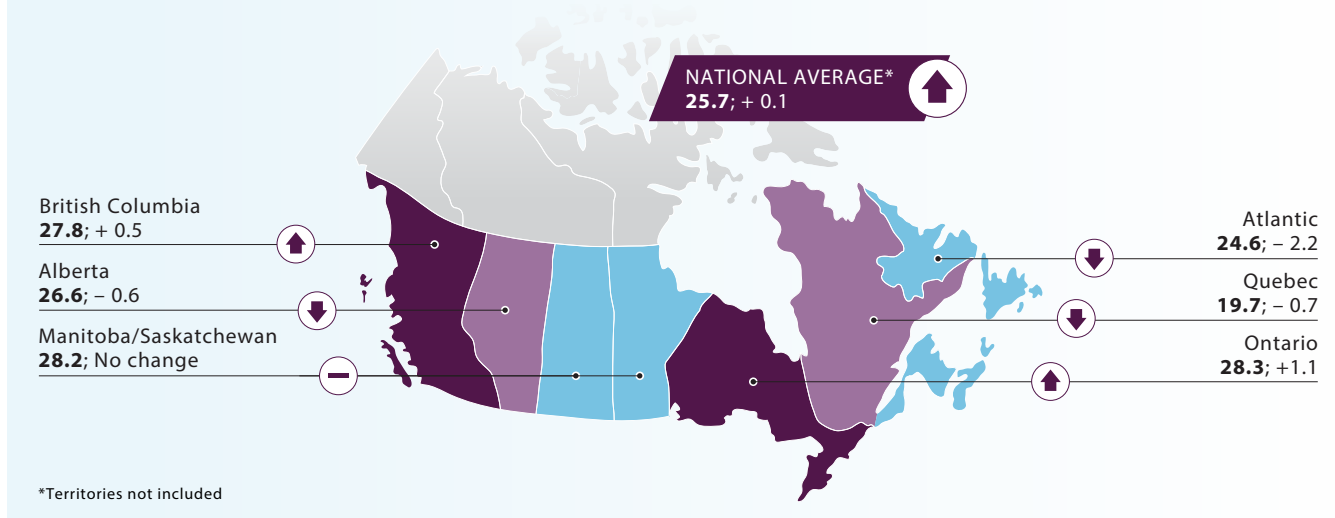 NATIONAL AVERAGE*
25.7; + 0.1
British Columbia
27.8; + 0.5
Alberta
26.6; – 0.6
Manitoba/Saskatchewan
28.2; No change
Atlantic
24.6; – 2.2
Quebec
19.7; – 0.7
Ontario
28.3; +1.1
*Territories not included